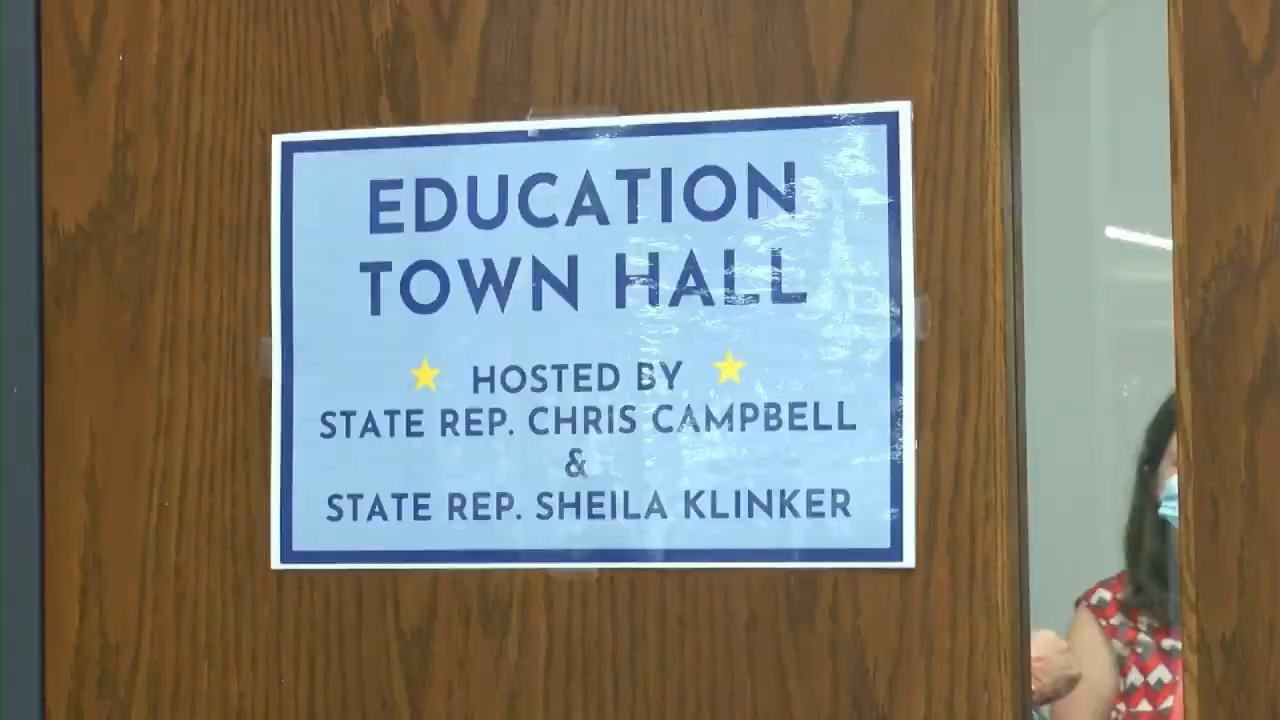 EDUCATION
TOWN HALL
HOSTED BY
STATE REP. CHRIS CAMPBELL
&
STATE REP. SHEILA KLINKER